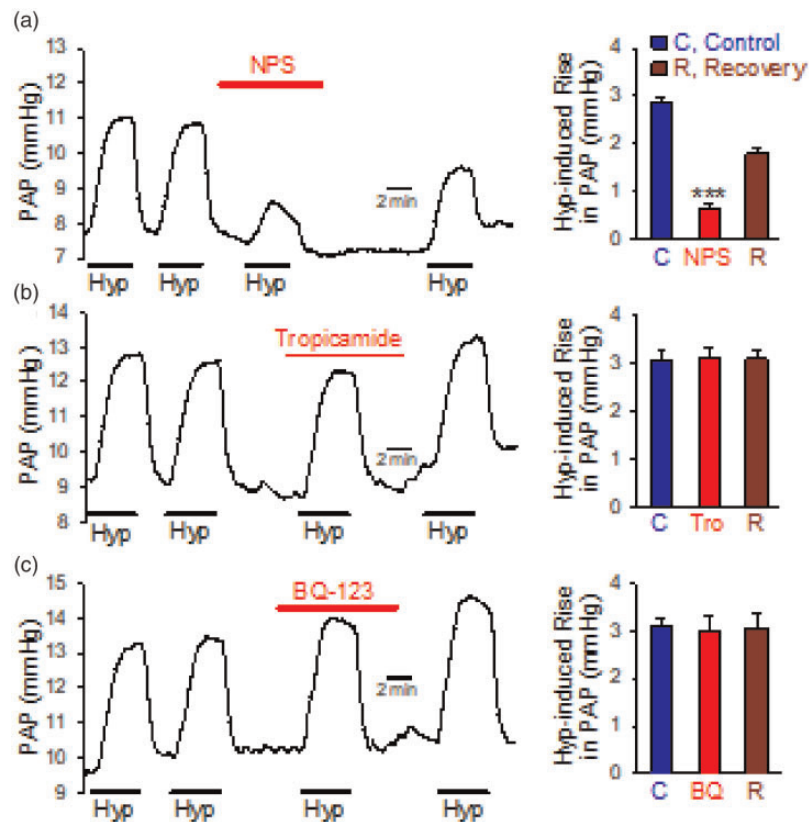 (a)
13
12
11
10
9
8
7
PAP (mmHg)
NPS
2 min
Hyp
Hyp
Hyp
Hyp
4
3
2
1
0
Hyp-induced Rise
in PAP (mmHg)
C, Control
R, Recovery
***
C NPS R
(b)
14
13
12
11
10
9
8
PAP (mmHg)
Tropicamide
2 min
Hyp
Hyp
Hyp
Hyp
4
3
2
1
0
Hyp-induced Rise
in PAP (mmHg)
C Tro R
(c)
15
14
13
12
11
10
9
PAP (mmHg)
BQ-123
2 min
Hyp
Hyp
Hyp
Hyp
4
3
2
1
0
Hyp-induced Rise
in PAP (mmHg)
C BQ R